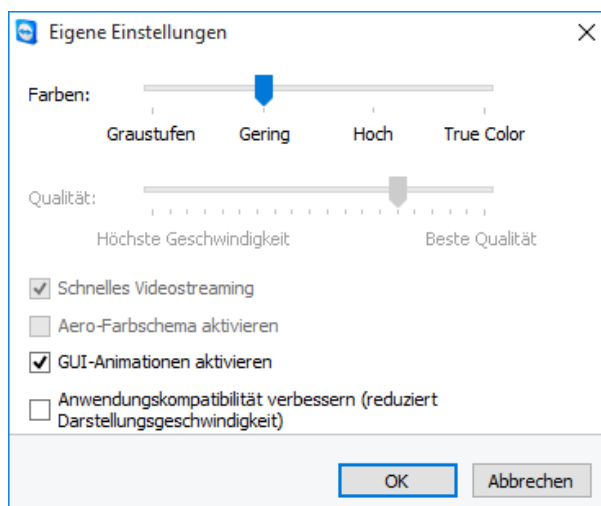 Eigene Einstellungen
Farben:
Graustufen Gering Hoch True Color
Qualität:
Höchste Geschwindigkeit Beste Qualität
Schnelles Videostreaming
Aero-Farbschema aktivieren
GUI-Animationen aktivieren
Anwendungskompatibilität verbessern (reduziert
Darstellungsgeschwindigkeit)
OK Abbrechen